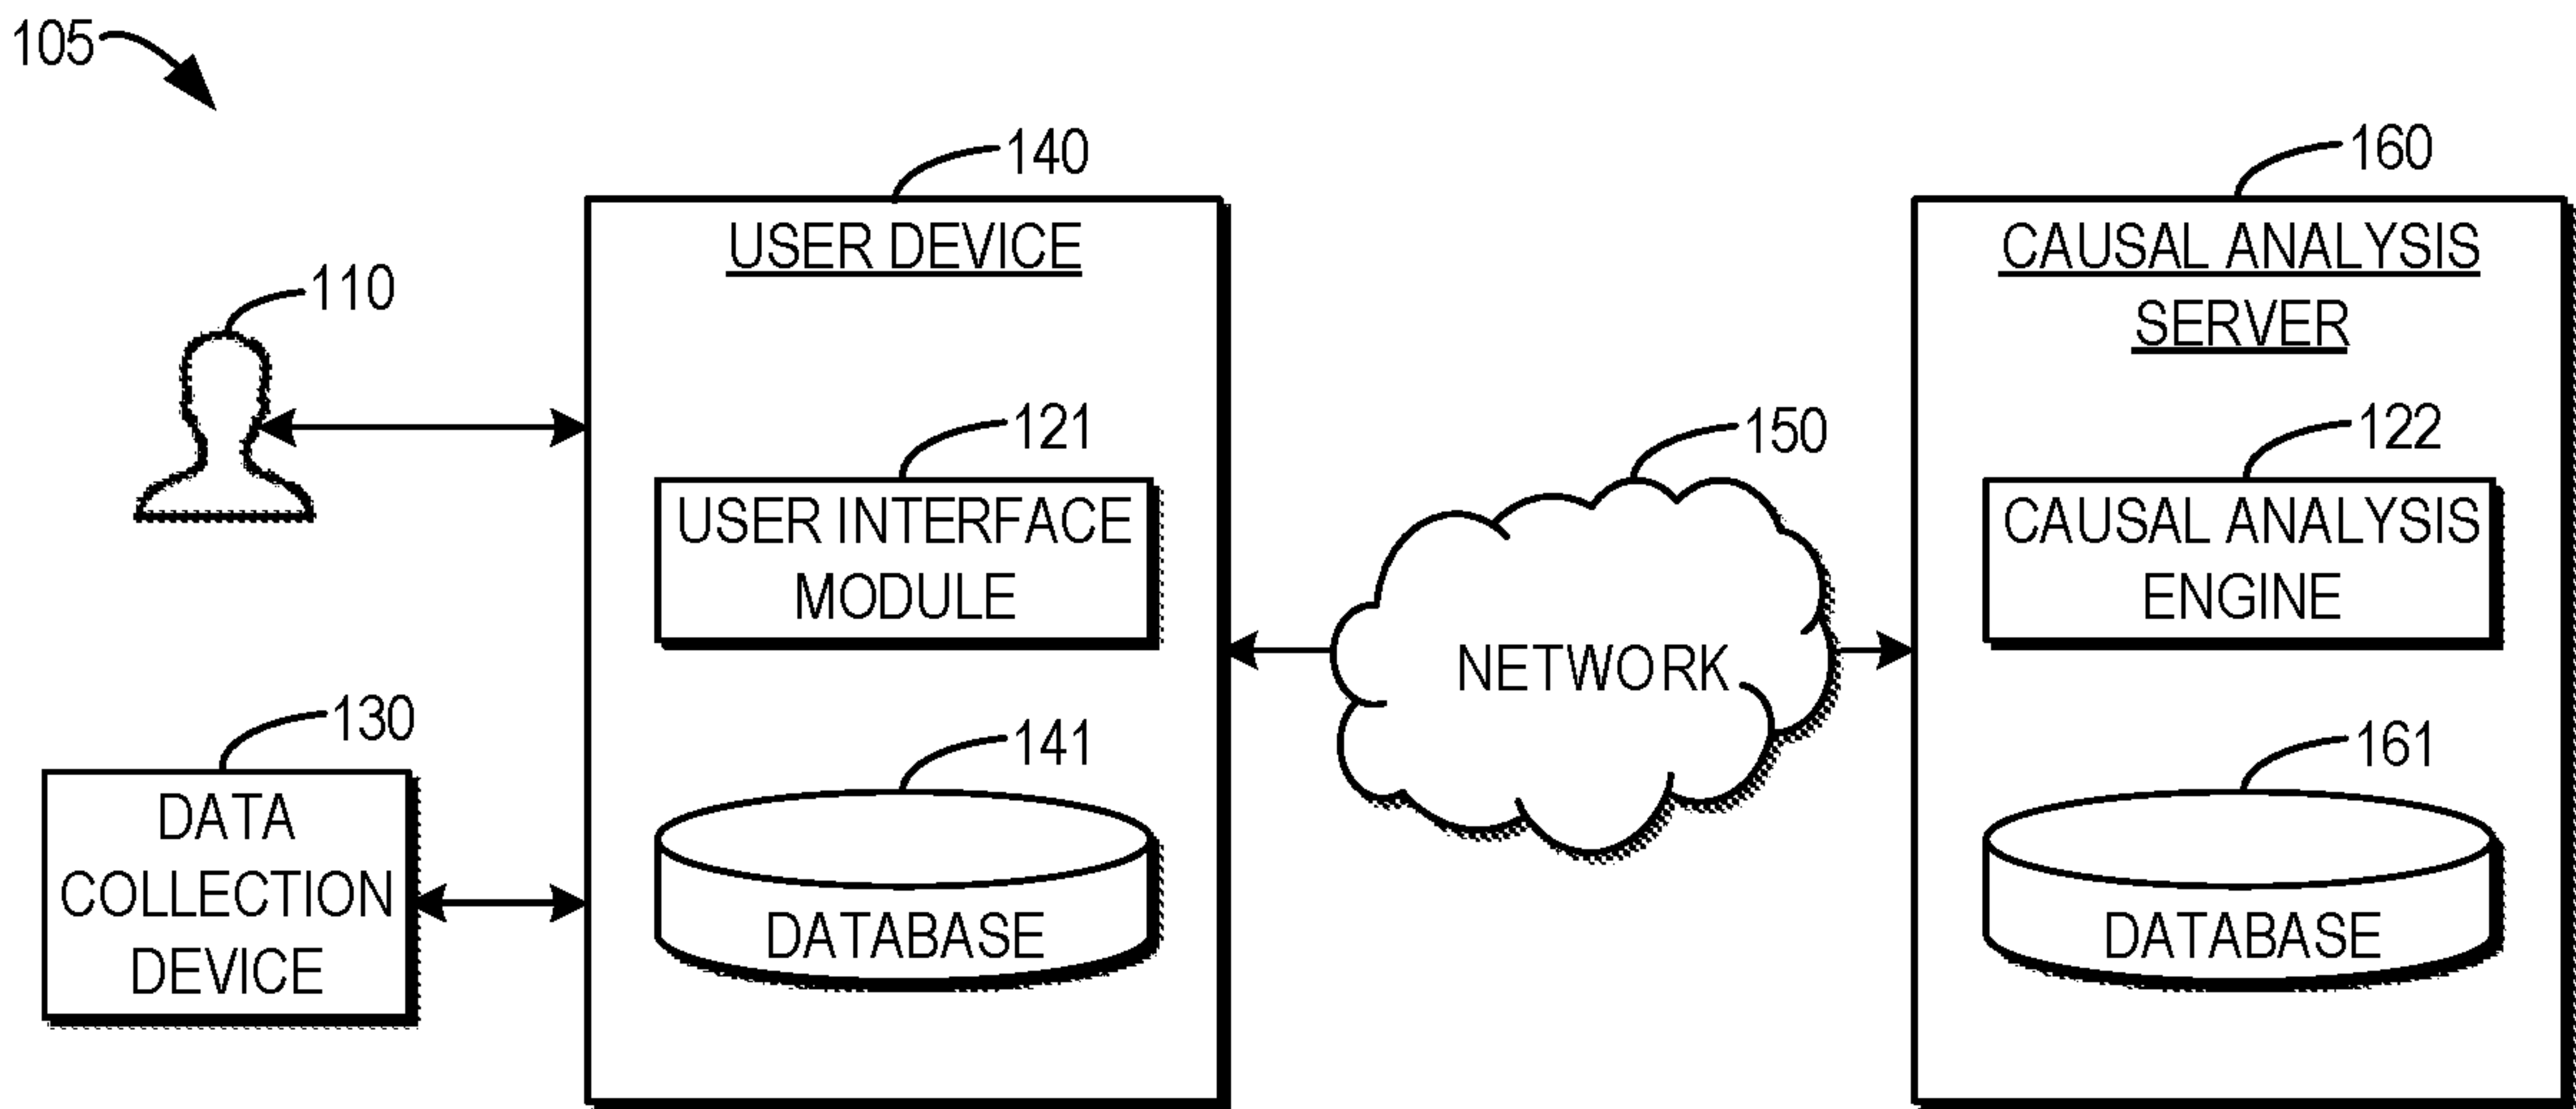 105
140
160
USER DEVICE
CAUSAL ANALYSIS
SERVER
110
121
150
122
USER INTERFACE
MODULE
CAUSAL ANALYSIS
ENGINE
NETWORK
130
141
161
DATA
COLLECTION
DEVICE
DATABASE
DATABASE